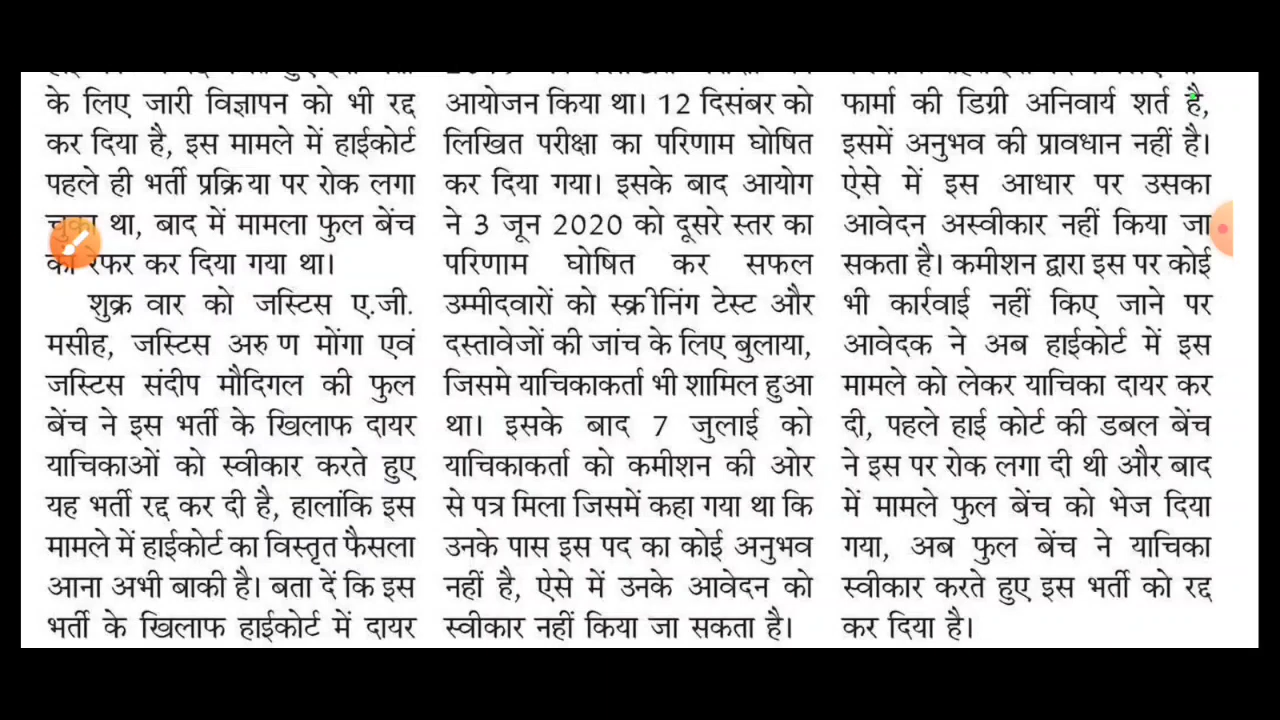 के लिए जारी विज्ञापन को भी रद्द
कर दिया है, इस मामले में हाईकोर्ट
पहले ही भर्ती प्रक्रिया पर रोक लगा
चुका था, बाद में मामला फुल बेंच
को रेफर कर दिया गया था।
शुक्र वार को जस्टिस ए.जी.
मसीह, जस्टिस अरु ण मोंगा एवं
जस्टिस संदीप मौदिगल की फुल
बेंच ने इस भर्ती के खिलाफ दायर
याचिकाओं को स्वीकार करते हुए
यह भर्ती रद्द कर दी है, हालांकि इस
मामले में हाईकोर्ट का विस्तृत फैसला
आना अभी बाकी है। बता दें कि इस
भर्ती के खिलाफ हाईकोर्ट में दायर
आयोजन किया था। 12 दिसंबर को
लिखित परीक्षा का परिणाम घोषित
कर दिया गया। इसके बाद आयोग
ने 3 जून 2020 को दूसरे स्तर का
परिणाम घोषित कर सफल
उम्मीदवारों को स्क्रीनिंग टेस्ट और
दस्तावेजों की जांच के लिए बुलाया,
जिसमे याचिकाकर्ता भी शामिल हुआ
था। इसके बाद 7 जुलाई को
याचिकाकर्ता को कमीशन की ओर
से पत्र मिला जिसमें कहा गया था कि
उनके पास इस पद का कोई अनुभव
नहीं है, ऐसे में उनके आवेदन को
स्वीकार नहीं किया जा सकता है।
फार्मा की डिग्री अनिवार्य शर्त है,
इसमें अनुभव की प्रावधान नहीं है।
ऐसे में इस आधार पर उसका
आवेदन अस्वीकार नहीं किया जा
सकता है। कमीशन द्वारा इस पर कोई
भी कार्रवाई नहीं किए जाने पर
आवेदक ने अब हाईकोर्ट में इस
मामले को लेकर याचिका दायर कर
दी, पहले हाई कोर्ट की डबल बेंच
ने इस पर रोक लगा दी थी और बाद
में मामले फुल बेंच को भेज दिया
गया, अब फुल बेंच ने याचिका
स्वीकार करते हुए इस भर्ती को रद्द
कर दिया है।